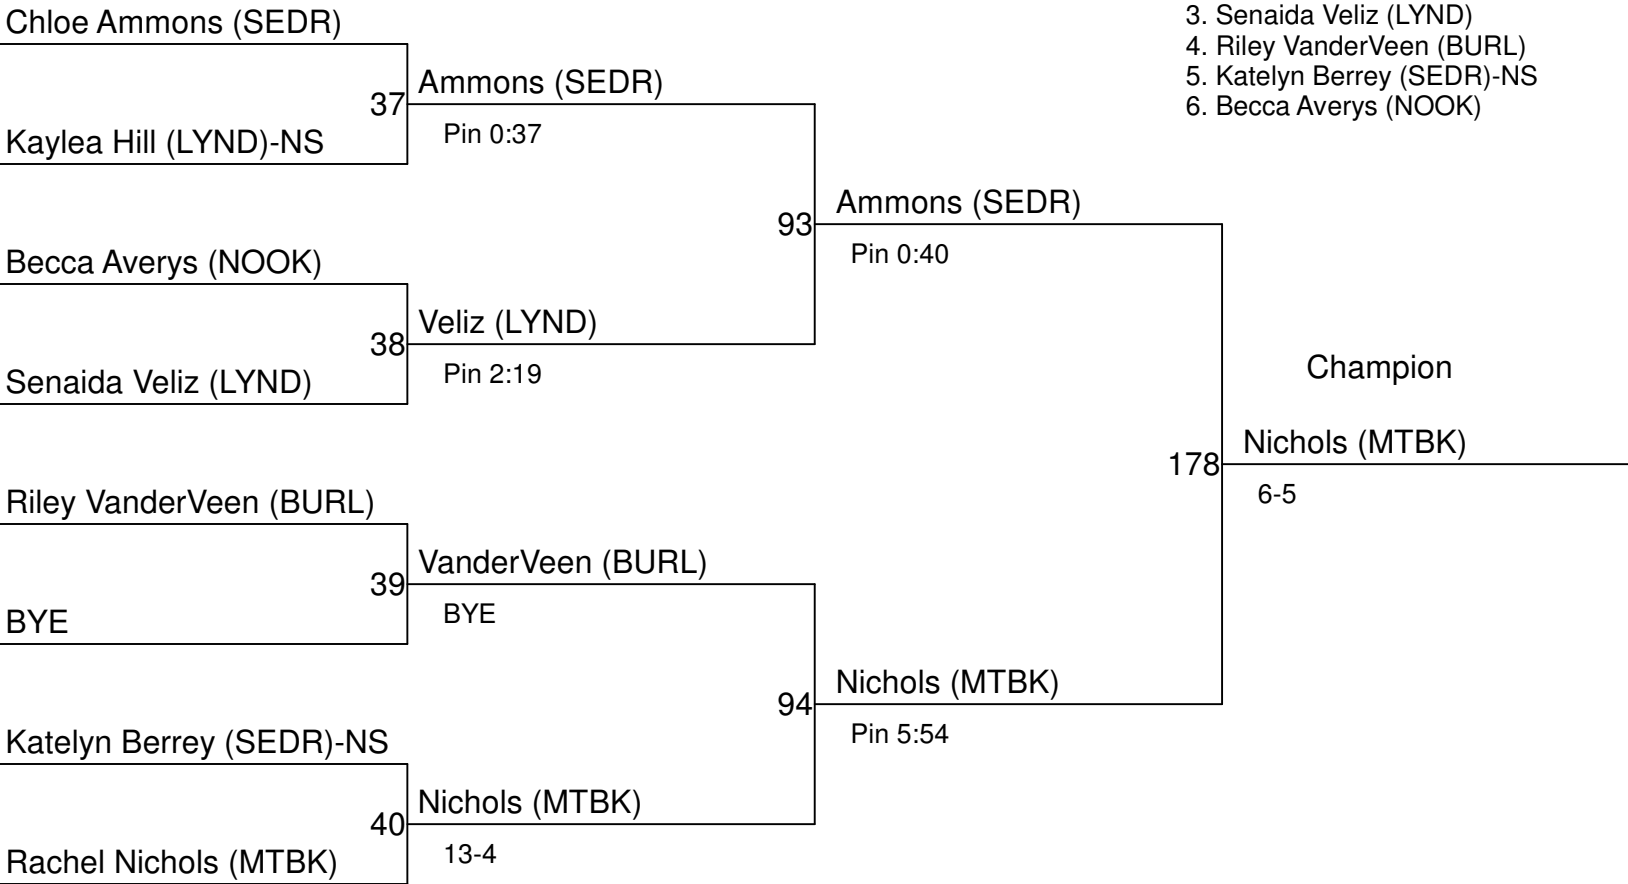 Chloe Ammons (SEDR)
3. Senaida Veliz (LYND)
4. Riley VanderVeen (BURL)
5. Katelyn Berrey (SEDR)-NS
6. Becca Averys (NOOK)
37
Ammons (SEDR)
Pin 0:37
Kaylea Hill (LYND)-NS
93
Ammons (SEDR)
Pin 0:40
Becca Averys (NOOK)
38
Veliz (LYND)
Pin 2:19
Senaida Veliz (LYND)
Champion
178
Nichols (MTBK)
6-5
Riley VanderVeen (BURL)
39
VanderVeen (BURL)
BYE
BYE
94
Nichols (MTBK)
Pin 5:54
Katelyn Berrey (SEDR)-NS
40
Nichols (MTBK)
13-4
Rachel Nichols (MTBK)